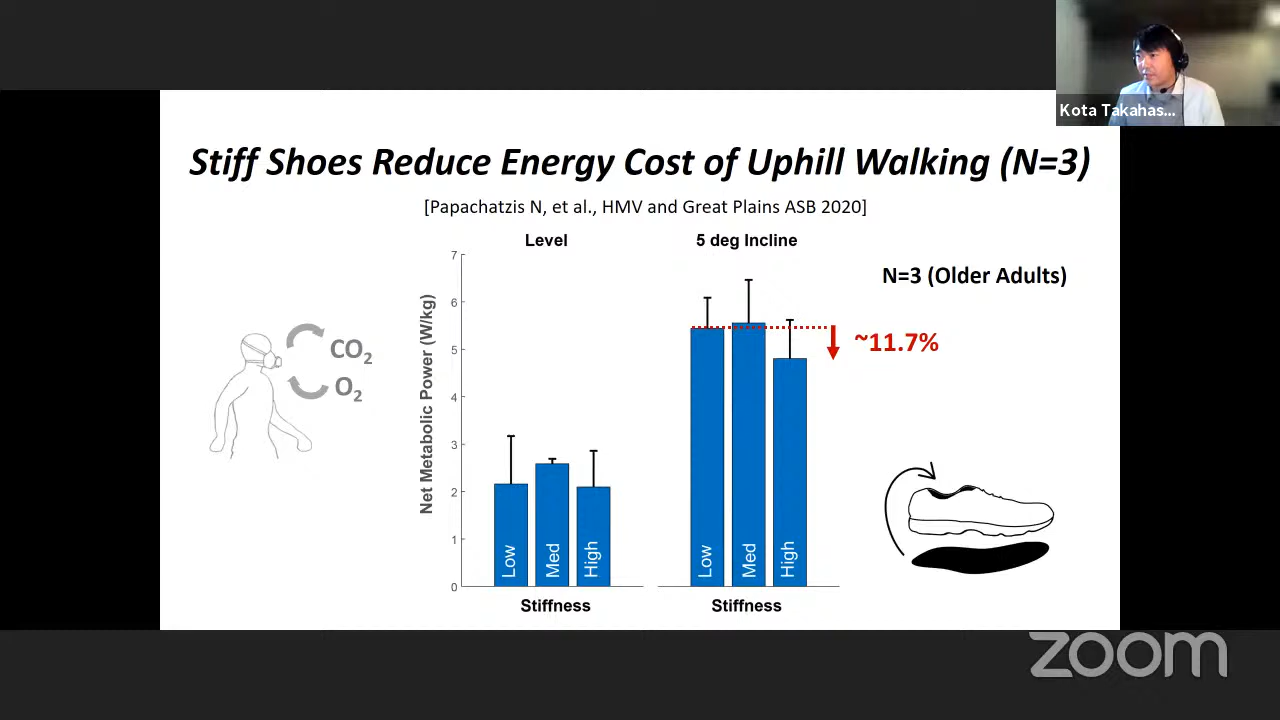 Kota Takahas...
Stiff Shoes Reduce Energy Cost of Uphill Walking (N=3)
[Papachatzis N, et al., HMV and Great Plains ASB 2020]
Level
5 deg Incline
N=3 (Older Adults)
CO2
O2
Net Metabolic Power (W/kg)
7
6
5
4
3
2
1
0
~11.7%
Low
Med
High
Low
Med
High
Stiffness
Stiffness
zoom